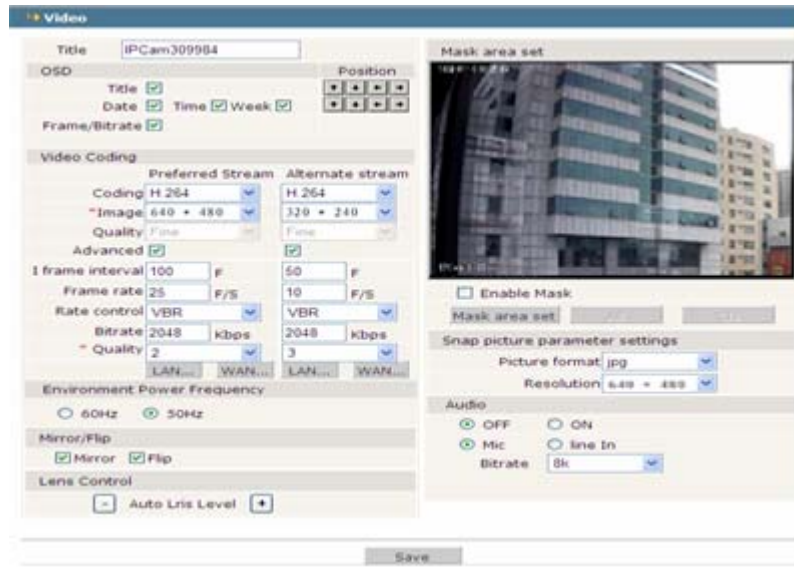 Video
Title IPCam309984
OSD Position
Title
Date Time Week
Frame/Bitrate
Video Coding
Preferred Stream Alternate stream
Coding H.264 H.264
*Image 640 * 480 320 * 240
Quality Fine Fine
Advanced
I frame interval 100 F 50 F
Frame rate 25 F/S 10 F/S
Rate control VBR VBR
Bitrate 2048 Kbps 2048 Kbps
* Quality 2 3
LAN... WAN... LAN... WAN...
Environment Power Frequency
60Hz 50Hz
Mirror/Flip
Mirror Flip
Lens Control
- Auto Lris Level +
Mask area set
Enable Mask
Mask area set
Snap picture parameter settings
Picture format jpg
Resolution 640 * 480
Audio
OFF ON
Mic line In
Bitrate 8k
Save